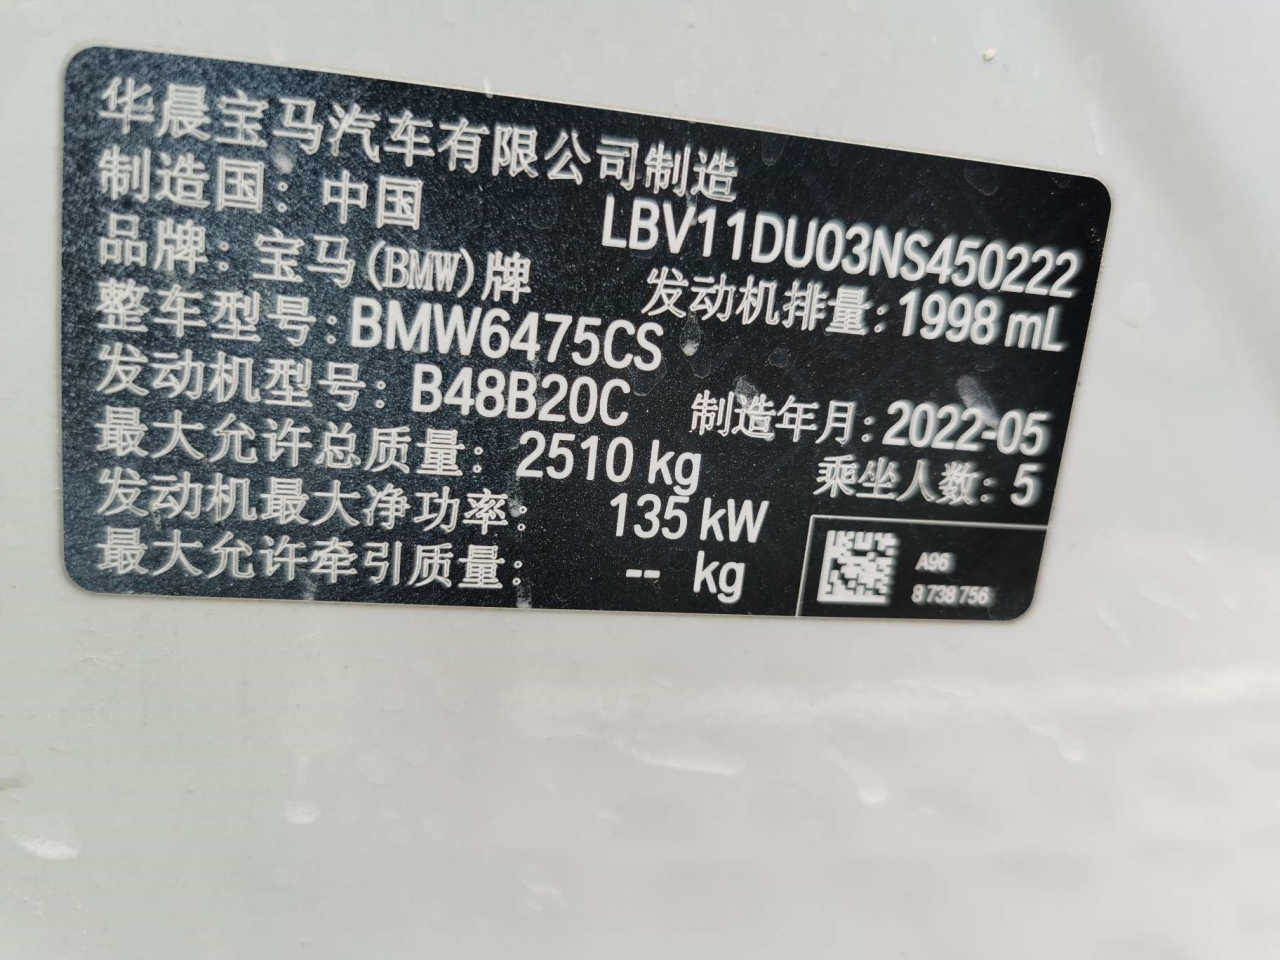 华晨宝马汽车有限公司制造
制造国：中国
LBV11DU03NS450222
品牌：宝马(BMW)牌
发动机排量：1998 mL
整车型号：BMW6475CS
发动机型号：B48B20C
制造年月：2022-05
最大允许总质量：2510 kg
乘坐人数：5
发动机最大净功率：135 kW
最大允许牵引质量：-- kg
A96
8 738 756